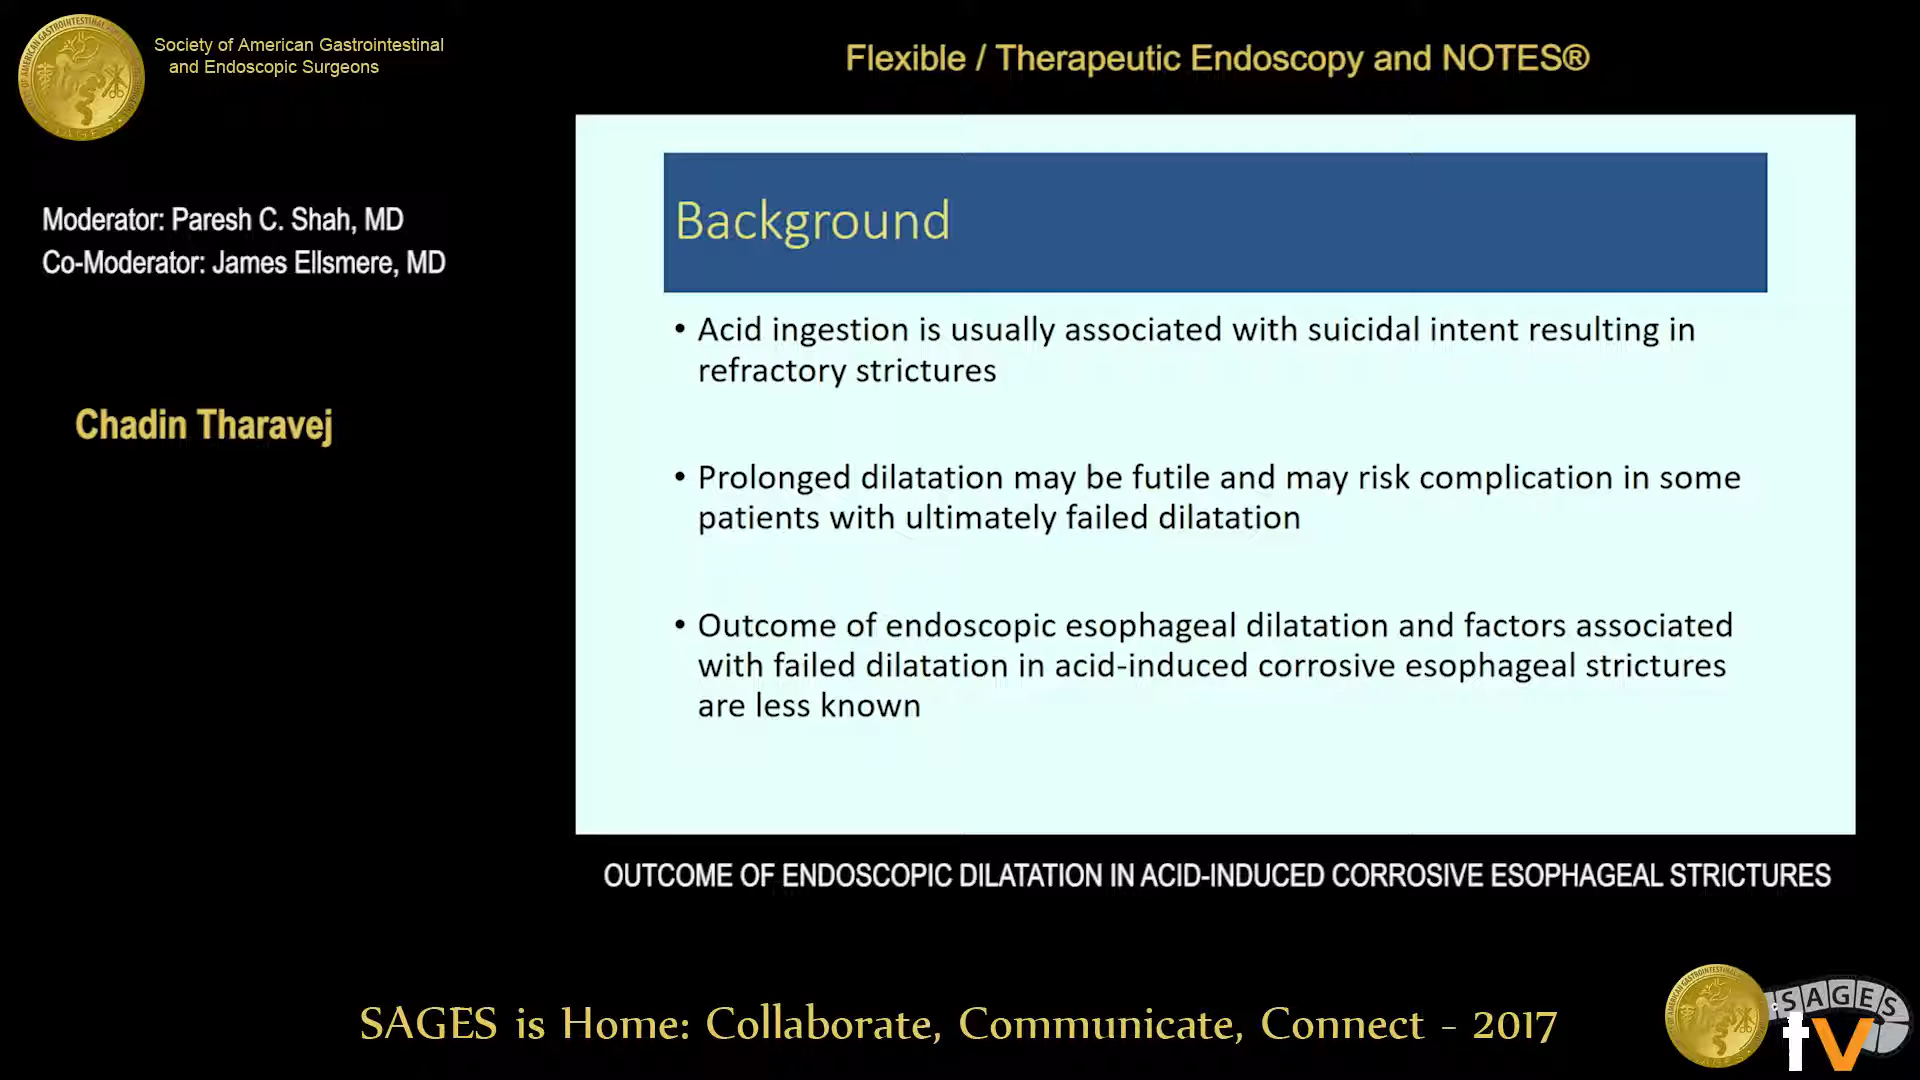 Society of American Gastrointestinal
and Endoscopic Surgeons
Flexible / Therapeutic Endoscopy and NOTES®
Moderator: Paresh C. Shah, MD
Co-Moderator: James Ellsmere, MD
Chadin Tharavej
Background
• Acid ingestion is usually associated with suicidal intent resulting in
refractory strictures
• Prolonged dilatation may be futile and may risk complication in some
patients with ultimately failed dilatation
• Outcome of endoscopic esophageal dilatation and factors associated
with failed dilatation in acid-induced corrosive esophageal strictures
are less known
OUTCOME OF ENDOSCOPIC DILATATION IN ACID-INDUCED CORROSIVE ESOPHAGEAL STRICTURES
SAGES is Home: Collaborate, Communicate, Connect - 2017
SAGES
tv